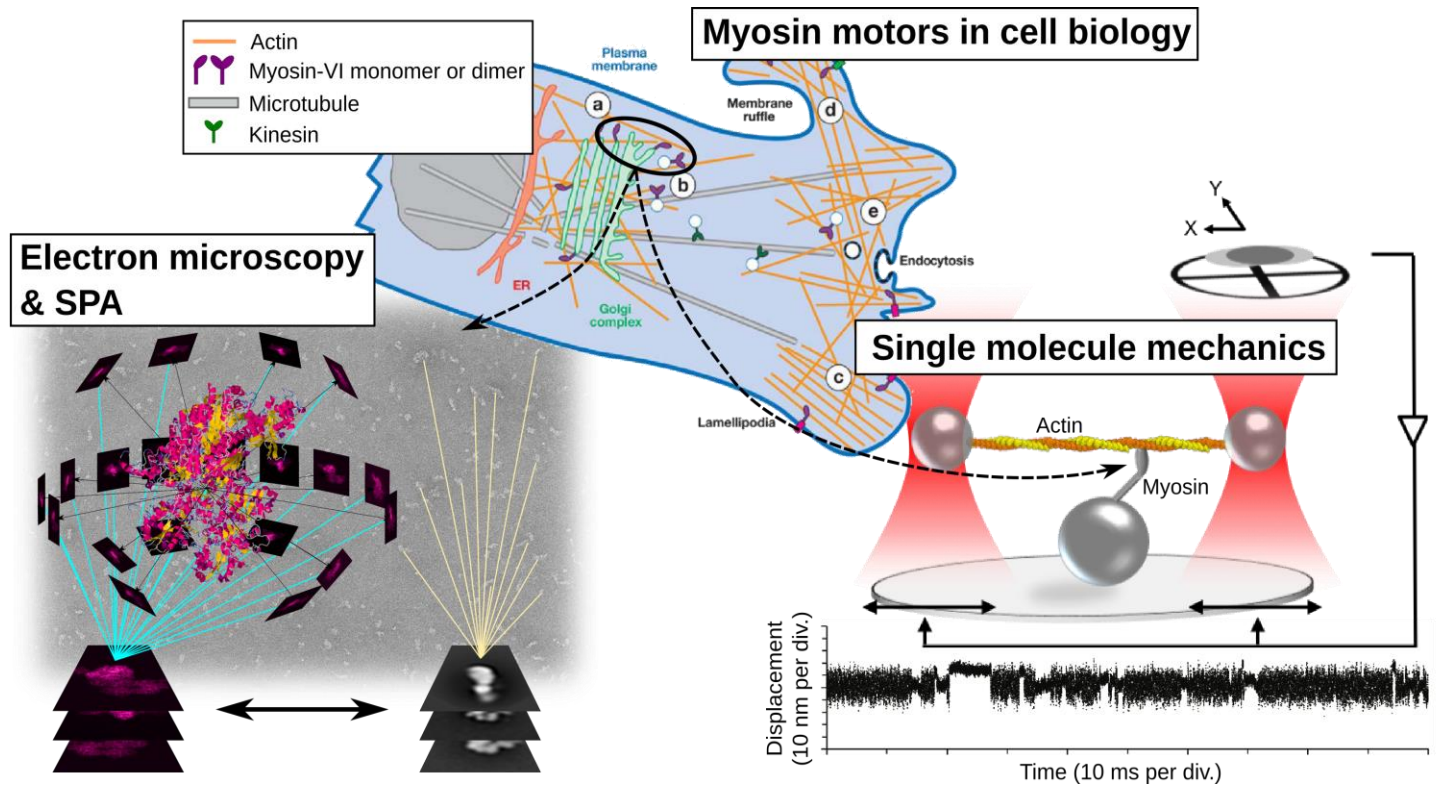 Myosin motors in cell biology
Actin
Myosin-VI monomer or dimer
Microtubule
Kinesin
Plasma
membrane
Membrane
ruffle
a
b
c
d
e
Endocytosis
ER
Golgi
complex
Lamellipodia
Electron microscopy
& SPA
Single molecule mechanics
Y
X
Actin
Myosin
Displacement
(10 nm per div.)
Time (10 ms per div.)